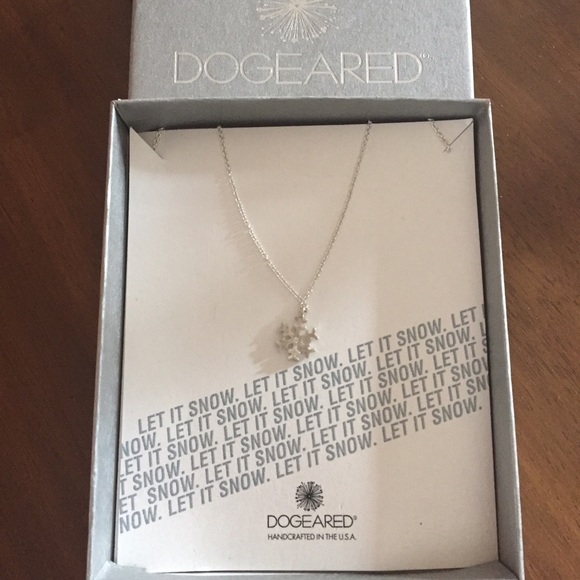 DOGEARED
LET IT SNOW. LET IT SNOW. LET IT SNOW. LET
NOW. LET IT SNOW. LET IT SNOW. LET IT SNOW.
LET IT SNOW. LET IT SNOW. LET IT SNOW. LET IT SNOW.
T SNOW. LET IT SNOW. LET IT SNOW. LET IT SNOW.
ET SNOW. LET IT SNOW. LET IT SNOW. LET IT
NOW. LET IT SNOW. LET IT SNOW. LET IT SNOW.
DOGEARED®
HANDCRAFTED IN THE U.S.A.